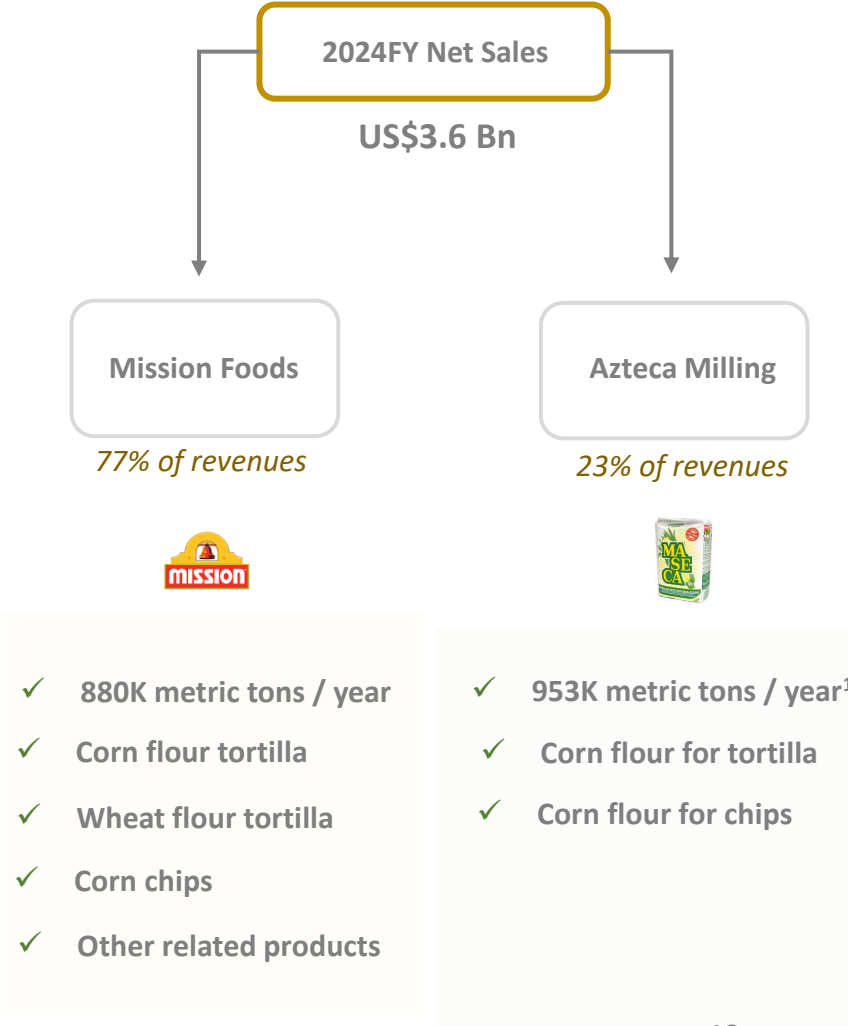 2024FY Net Sales
US$3.6 Bn
Mission Foods
77% of revenues
MISSION
✓ 880K metric tons / year
✓ Corn flour tortilla
✓ Wheat flour tortilla
✓ Corn chips
✓ Other related products
Azteca Milling
23% of revenues
MA
SE
CA
✓ 953K metric tons / year¹
✓ Corn flour for tortilla
✓ Corn flour for chips